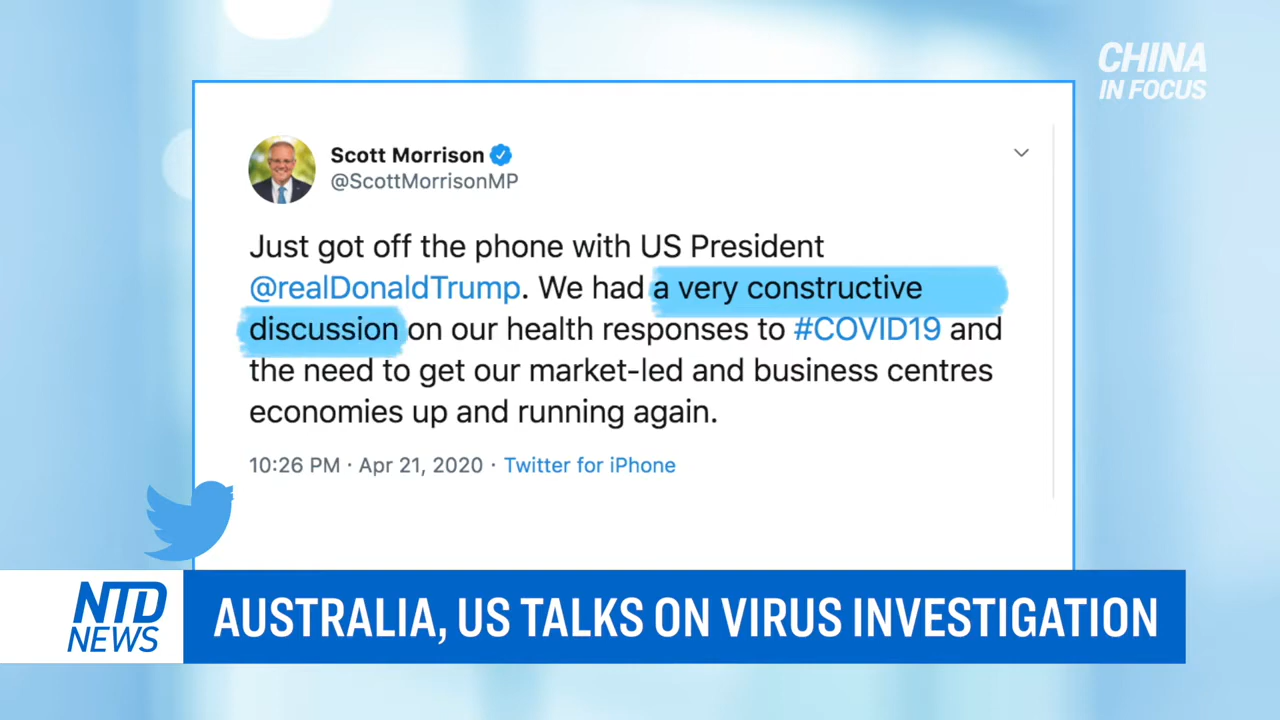 CHINA
IN FOCUS
Scott Morrison
@ScottMorrisonMP
Just got off the phone with US President
@realDonaldTrump. We had a very constructive
discussion on our health responses to #COVID19 and
the need to get our market-led and business centres
economies up and running again.
10:26 PM · Apr 21, 2020 · Twitter for iPhone
NTD
NEWS
AUSTRALIA, US TALKS ON VIRUS INVESTIGATION